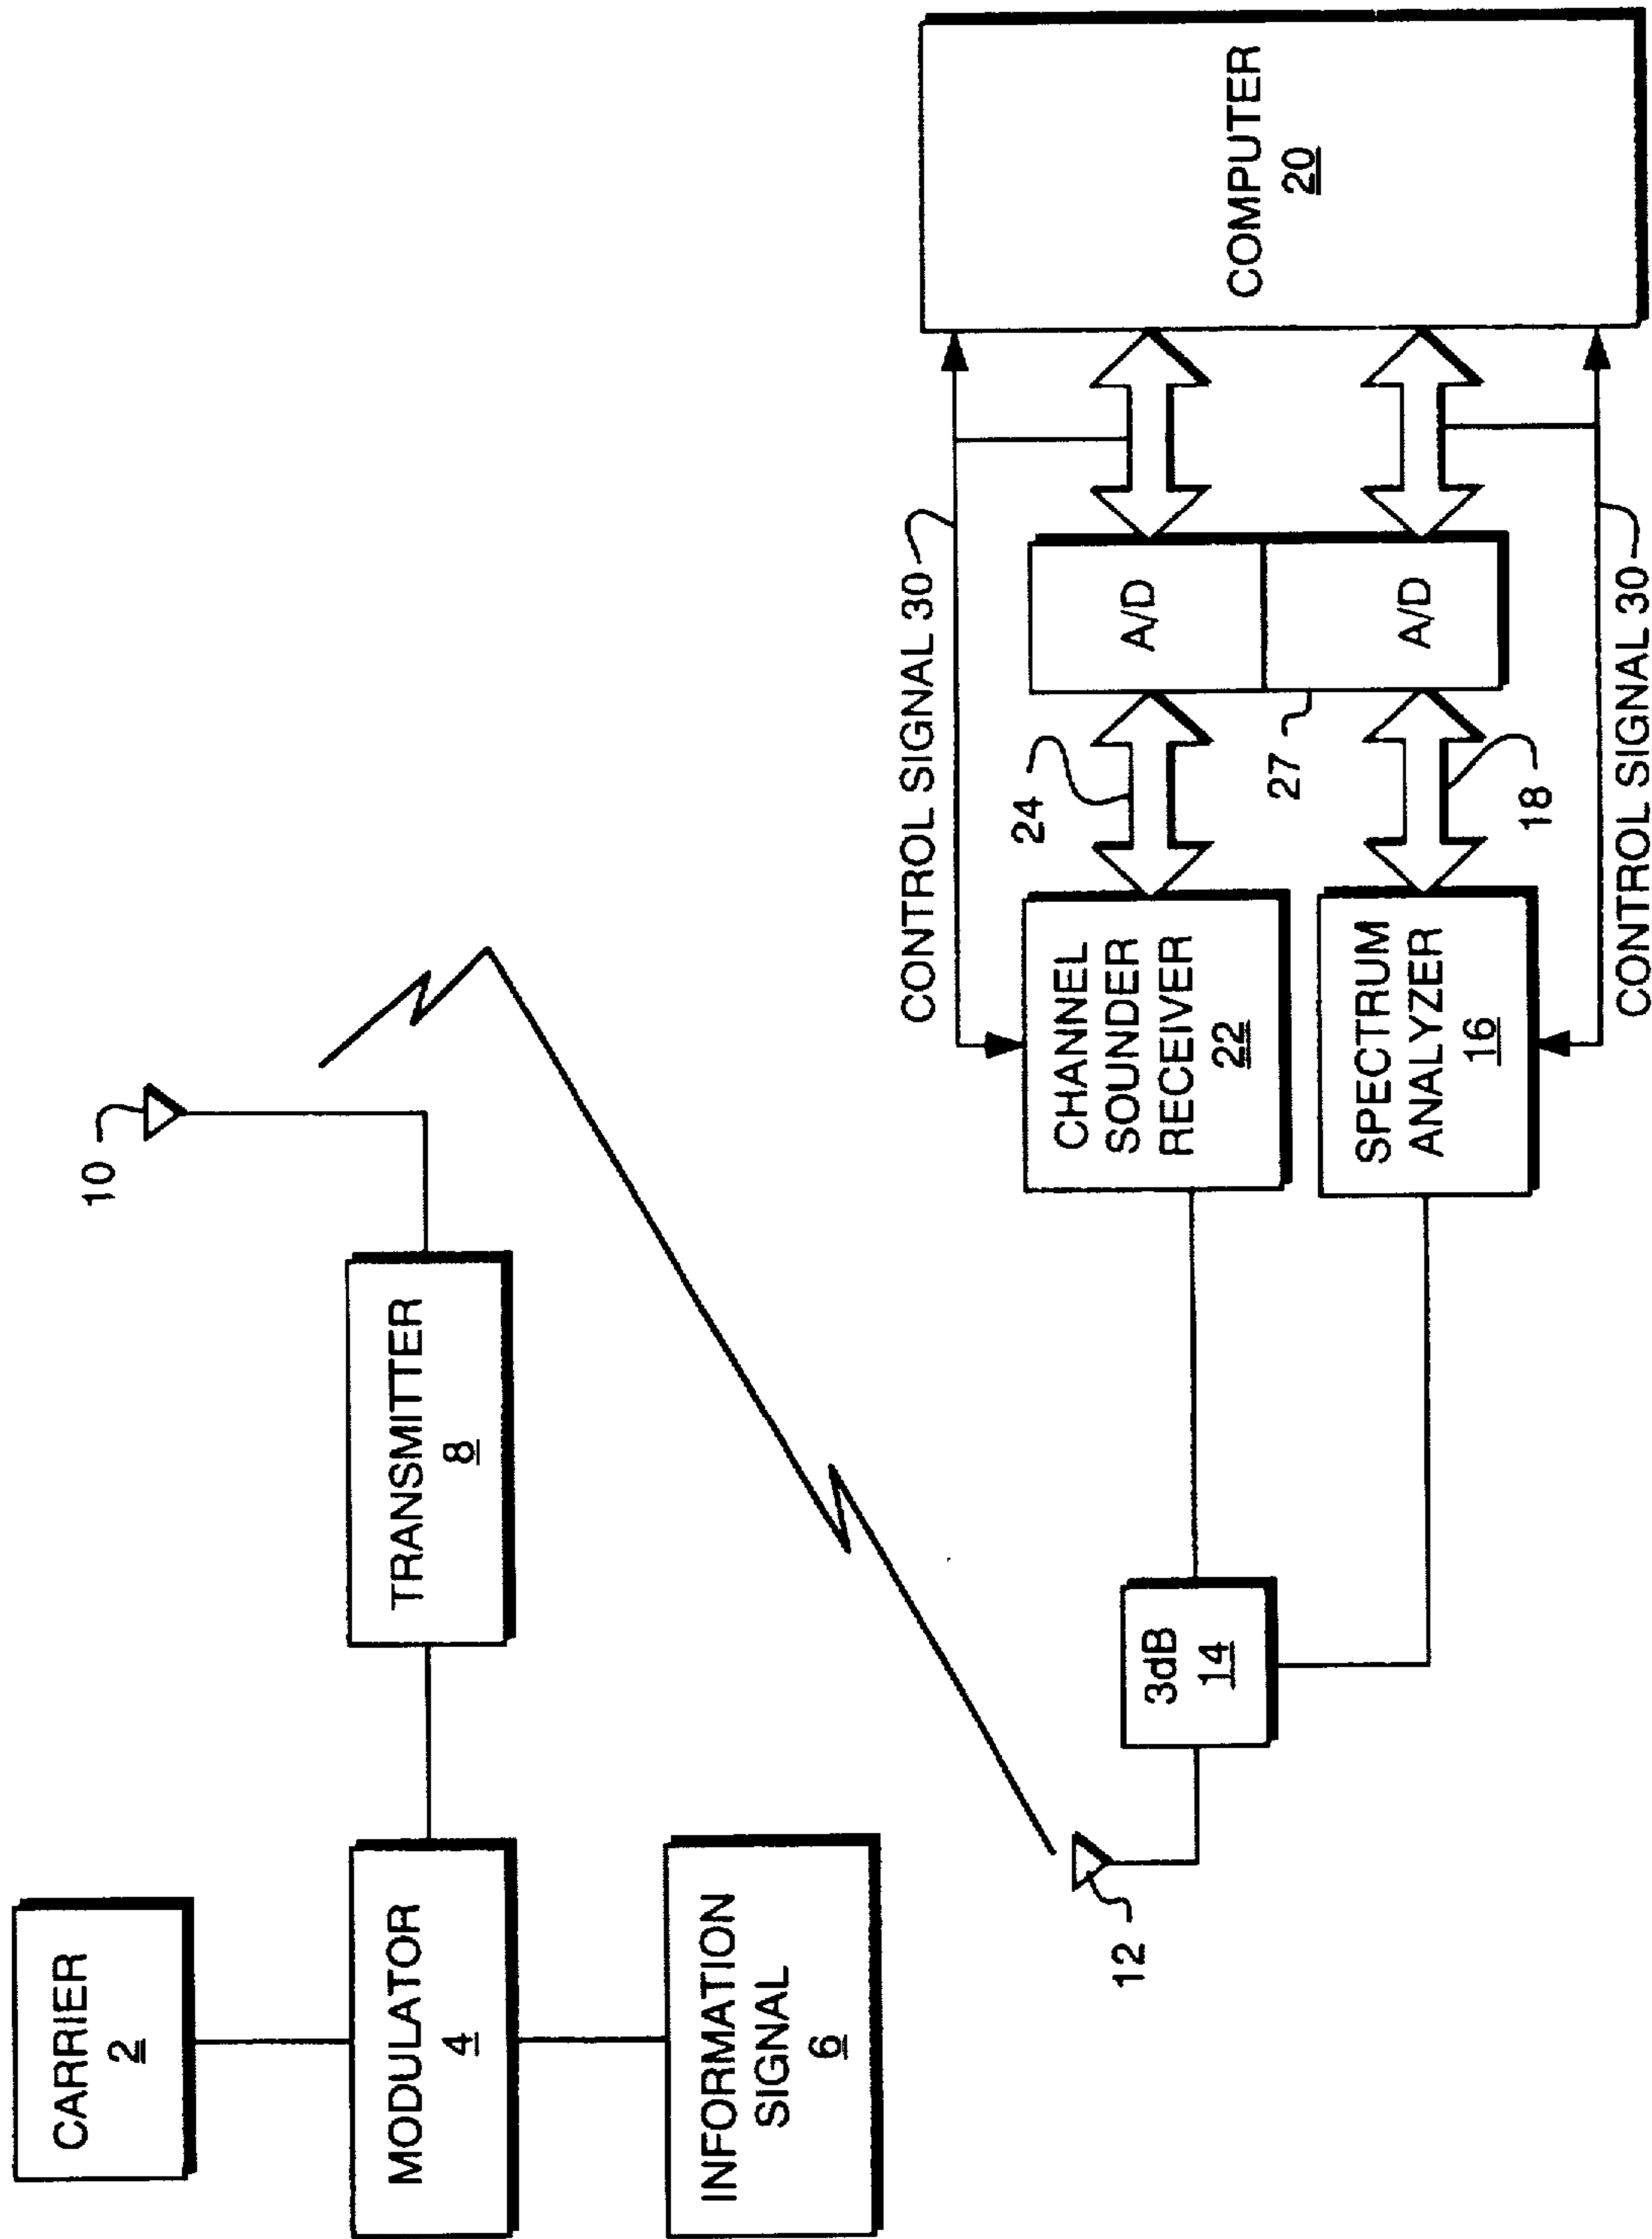 CARRIER
2
MODULATOR
4
INFORMATION
SIGNAL
6
TRANSMITTER
8
10
12
3dB
14
CHANNEL
SOUNDER
RECEIVER
22
SPECTRUM
ANALYZER
16
24
18
27
A/D
A/D
CONTROL SIGNAL 30
CONTROL SIGNAL 30
COMPUTER
20